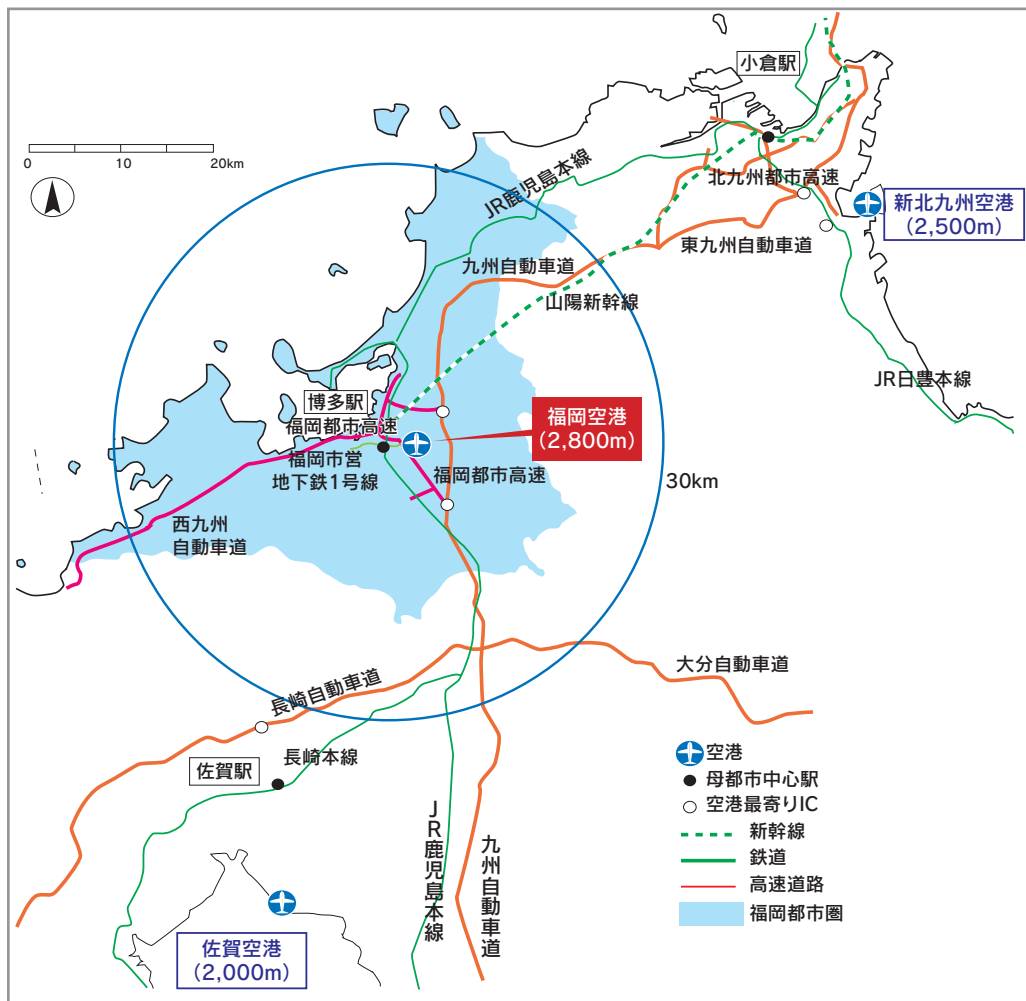 小倉駅
0 10 20km
JR鹿児島本線
北九州都市高速
新北九州空港
(2,500m)
東九州自動車道
九州自動車道
山陽新幹線
JR日豊本線
博多駅
福岡都市高速
福岡空港
(2,800m)
福岡市営
地下鉄1号線
福岡都市高速
30km
西九州
自動車道
大分自動車道
長崎自動車道
長崎本線
佐賀駅
JR鹿児島本線
九州自動車道
佐賀空港
(2,000m)
空港
母都市中心駅
空港最寄りIC
新幹線
鉄道
高速道路
福岡都市圏